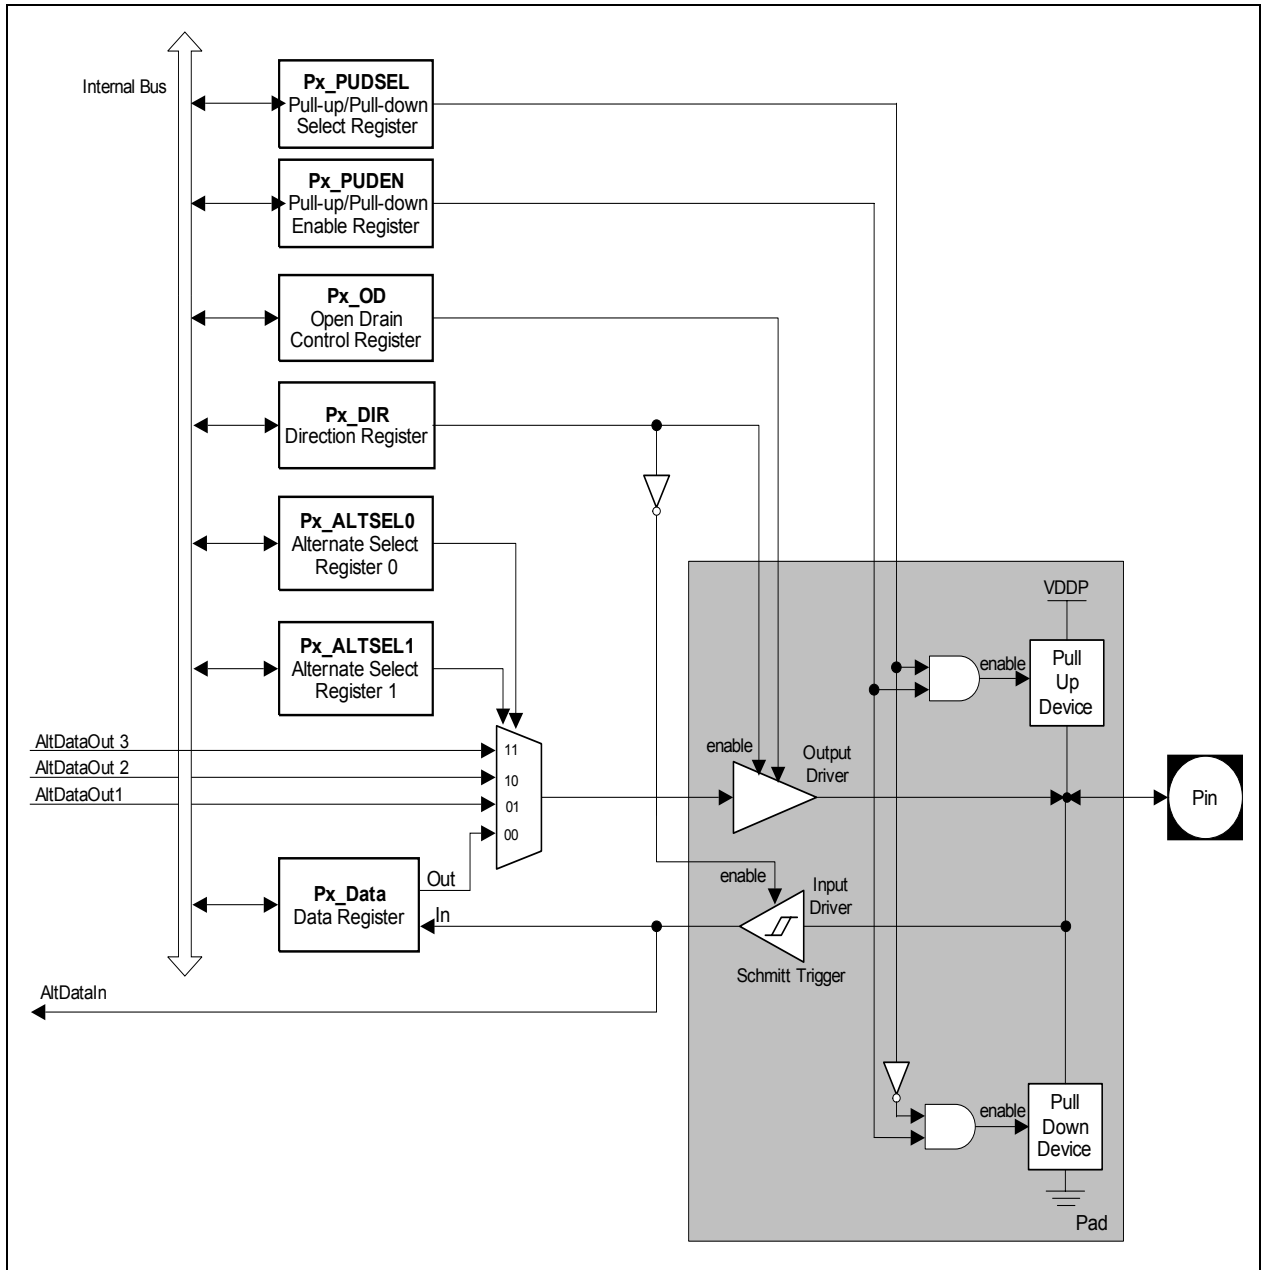 Internal Bus
Px_PUDSEL
Pull-up/Pull-down
Select Register
Px_PUDEN
Pull-up/Pull-down
Enable Register
Px_OD
Open Drain
Control Register
Px_DIR
Direction Register
Px_ALTSEL0
Alternate Select
Register 0
Px_ALTSEL1
Alternate Select
Register 1
AltDataOut 3
AltDataOut 2
AltDataOut1
11
10
01
00
Px_Data
Data Register
Out
In
AltDataIn
enable
Output
Driver
enable
Input
Driver
Schmitt Trigger
VDDP
enable
Pull
Up
Device
Pin
enable
Pull
Down
Device
Pad